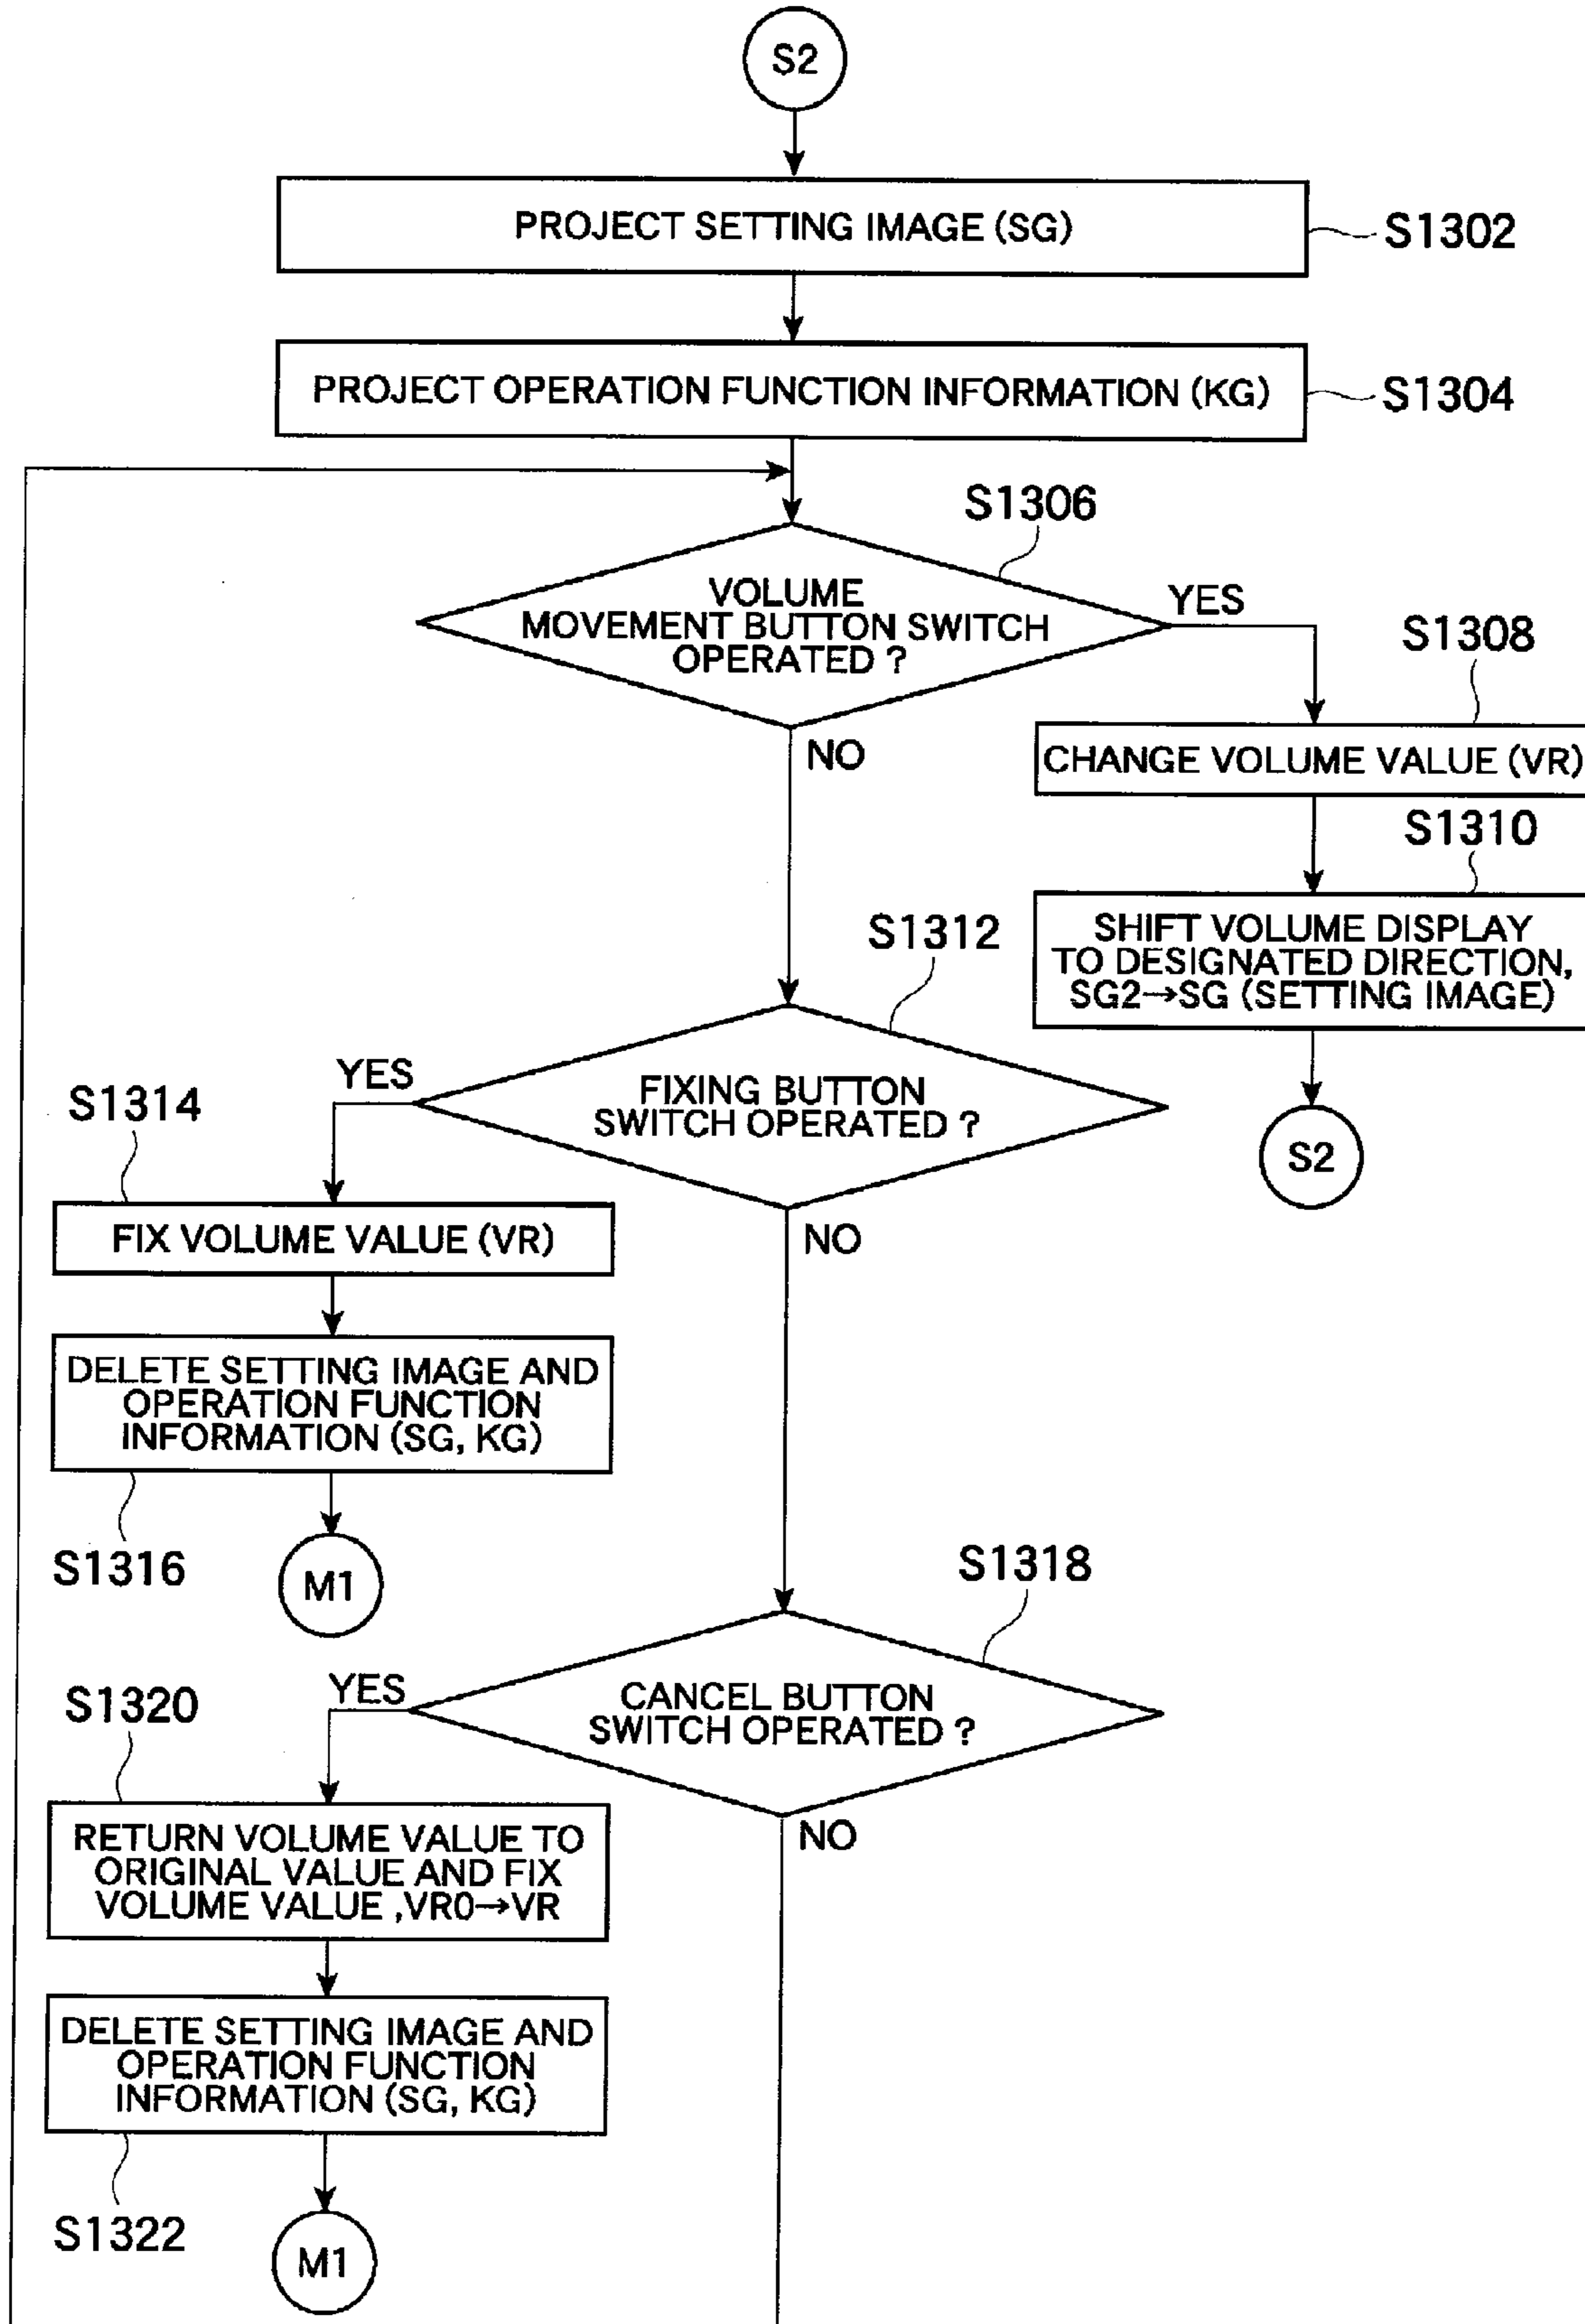 S2
PROJECT SETTING IMAGE (SG)
S1302
PROJECT OPERATION FUNCTION INFORMATION (KG)
S1304
S1306
VOLUME
MOVEMENT BUTTON SWITCH
OPERATED ?
YES
NO
S1308
CHANGE VOLUME VALUE (VR)
S1310
SHIFT VOLUME DISPLAY
TO DESIGNATED DIRECTION,
SG2→SG (SETTING IMAGE)
S2
S1312
FIXING BUTTON
SWITCH OPERATED ?
YES
NO
S1314
FIX VOLUME VALUE (VR)
DELETE SETTING IMAGE AND
OPERATION FUNCTION
INFORMATION (SG, KG)
S1316
M1
S1318
CANCEL BUTTON
SWITCH OPERATED ?
YES
NO
S1320
RETURN VOLUME VALUE TO
ORIGINAL VALUE AND FIX
VOLUME VALUE ,VR0→VR
DELETE SETTING IMAGE AND
OPERATION FUNCTION
INFORMATION (SG, KG)
S1322
M1